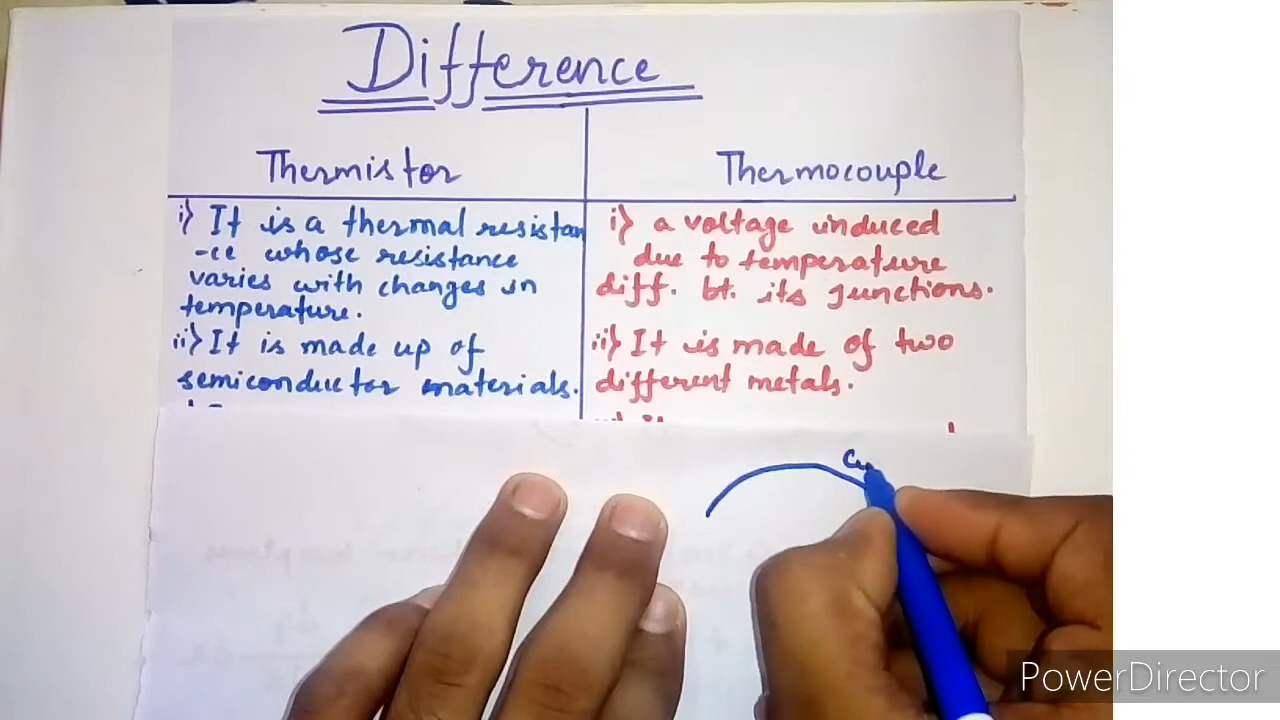 Difference
Thermistor
i) It is a thermal resistan
-ce whose resistance
varies with changes in
temperature.
ii) It is made up of
semiconductor materials.
Thermocouple
i) a voltage induced
due to temperature
diff. bt. its junctions.
ii) It is made of two
different metals.
Cu
PowerDirector